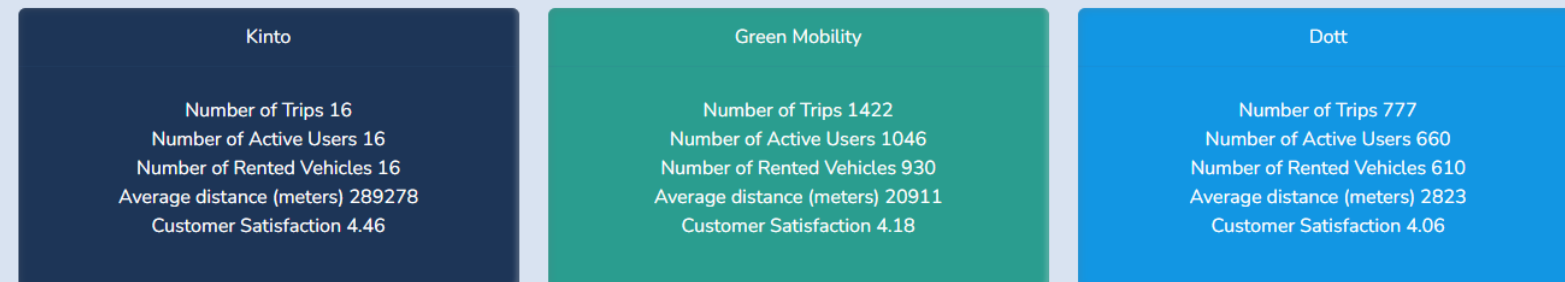 Kinto
Number of Trips 16
Number of Active Users 16
Number of Rented Vehicles 16
Average distance (meters) 289278
Customer Satisfaction 4.46
Green Mobility
Number of Trips 1422
Number of Active Users 1046
Number of Rented Vehicles 930
Average distance (meters) 20911
Customer Satisfaction 4.18
Dott
Number of Trips 777
Number of Active Users 660
Number of Rented Vehicles 610
Average distance (meters) 2823
Customer Satisfaction 4.06